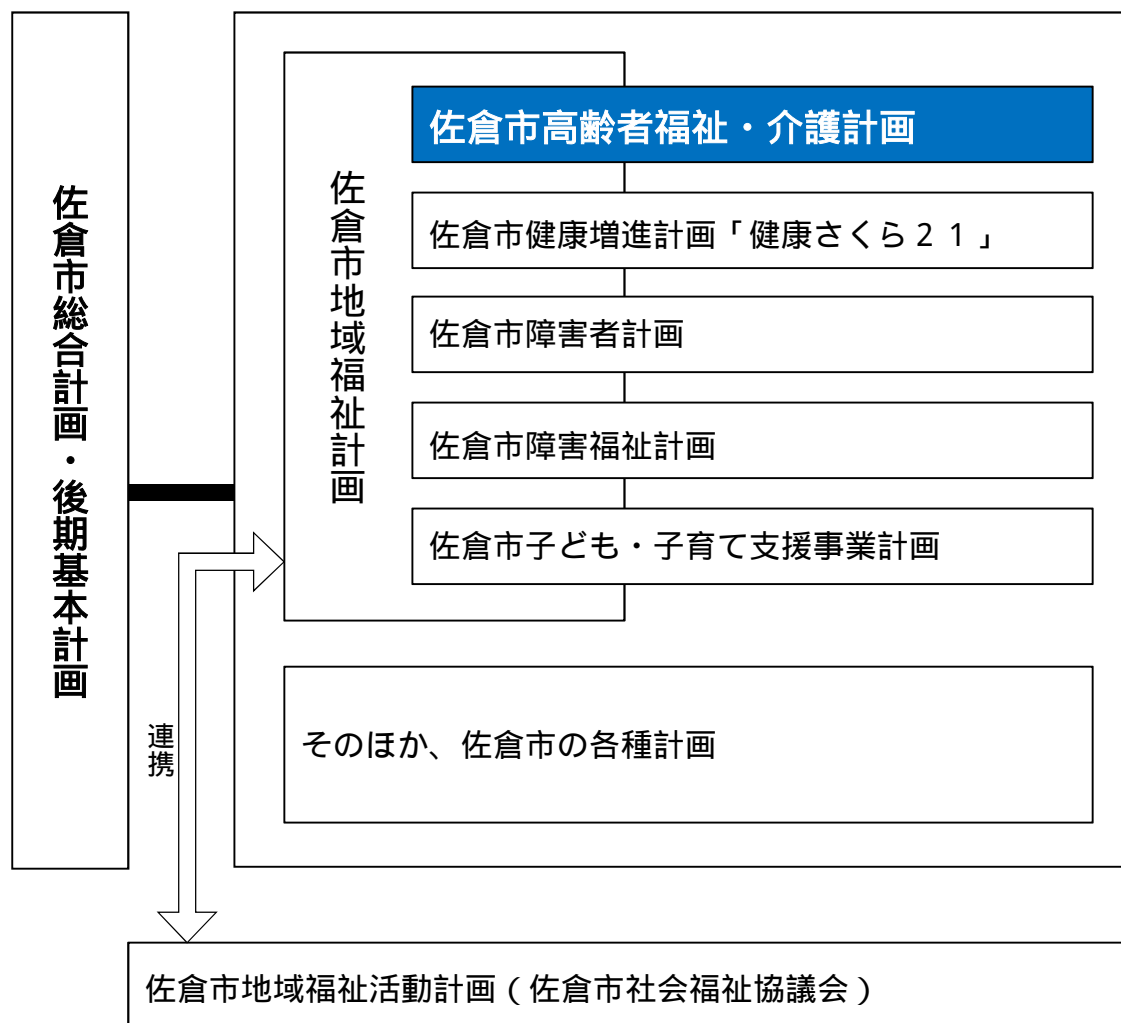 佐倉市総合計画・後期基本計画
佐倉市地域福祉計画
佐倉市高齢者福祉・介護計画
佐倉市健康増進計画「健康さくら２１」
佐倉市障害者計画
佐倉市障害福祉計画
佐倉市子ども・子育て支援事業計画
そのほか、佐倉市の各種計画
連携
佐倉市地域福祉活動計画（佐倉市社会福祉協議会）